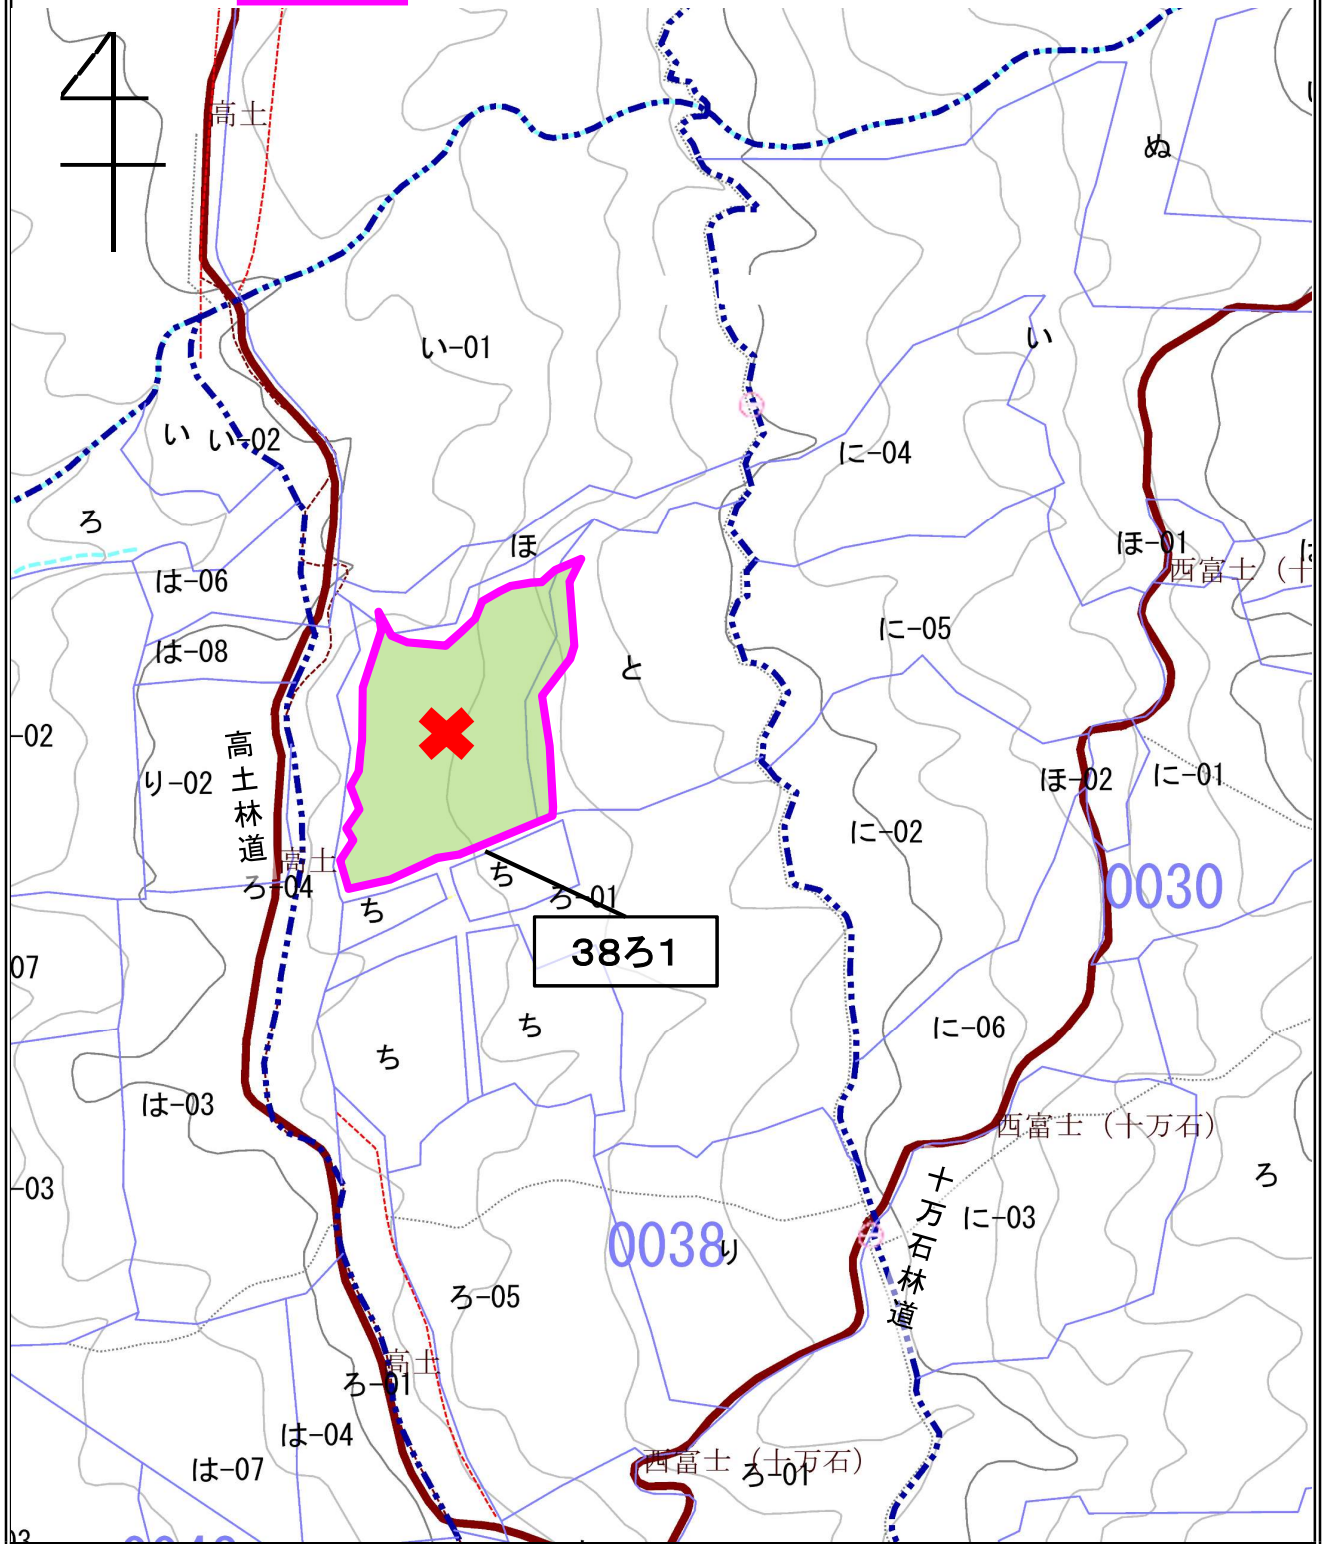 高土
ぬ
い-01
い
い
い-02
に-04
ろ
ほ
ほ-01
西富士（十
は-06
に-05
は-08
と
-02
高土林道
り-02
ほ-02
に-01
に-02
高土
ろ-04
ち
ち
ろ-01
0030
38ろ1
07
ち
ち
に-06
は-03
西富士（十万石）
-03
ろ
十万石林道
に-03
0038
り
ろ-05
高土
ろ-01
は-04
は-07
西富士（十万石）
ろ-01